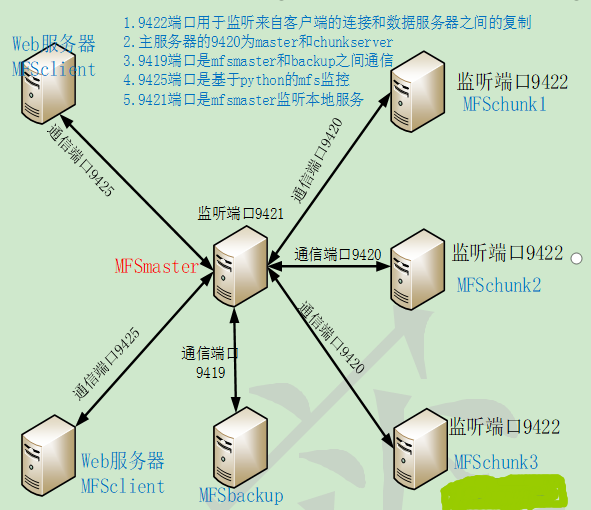 1.9422端口用于监听来自客户端的连接和数据服务器之间的复制
2.主服务器的9420为master和chunkserver
3.9419端口是mfsmaster和backup之间通信
4.9425端口是基于python的mfs监控
5.9421端口是mfsmaster监听本地服务
Web服务器
MFSclient
监听端口9422
MFSchunk1
通信端口9425
通信端口9420
监听端口9421
MFSmaster
通信端口9420
监听端口9422
MFSchunk2
通信端口9425
通信端口
9419
通信端口9420
监听端口9422
MFSchunk3
Web服务器
MFSclient
MFSbackup